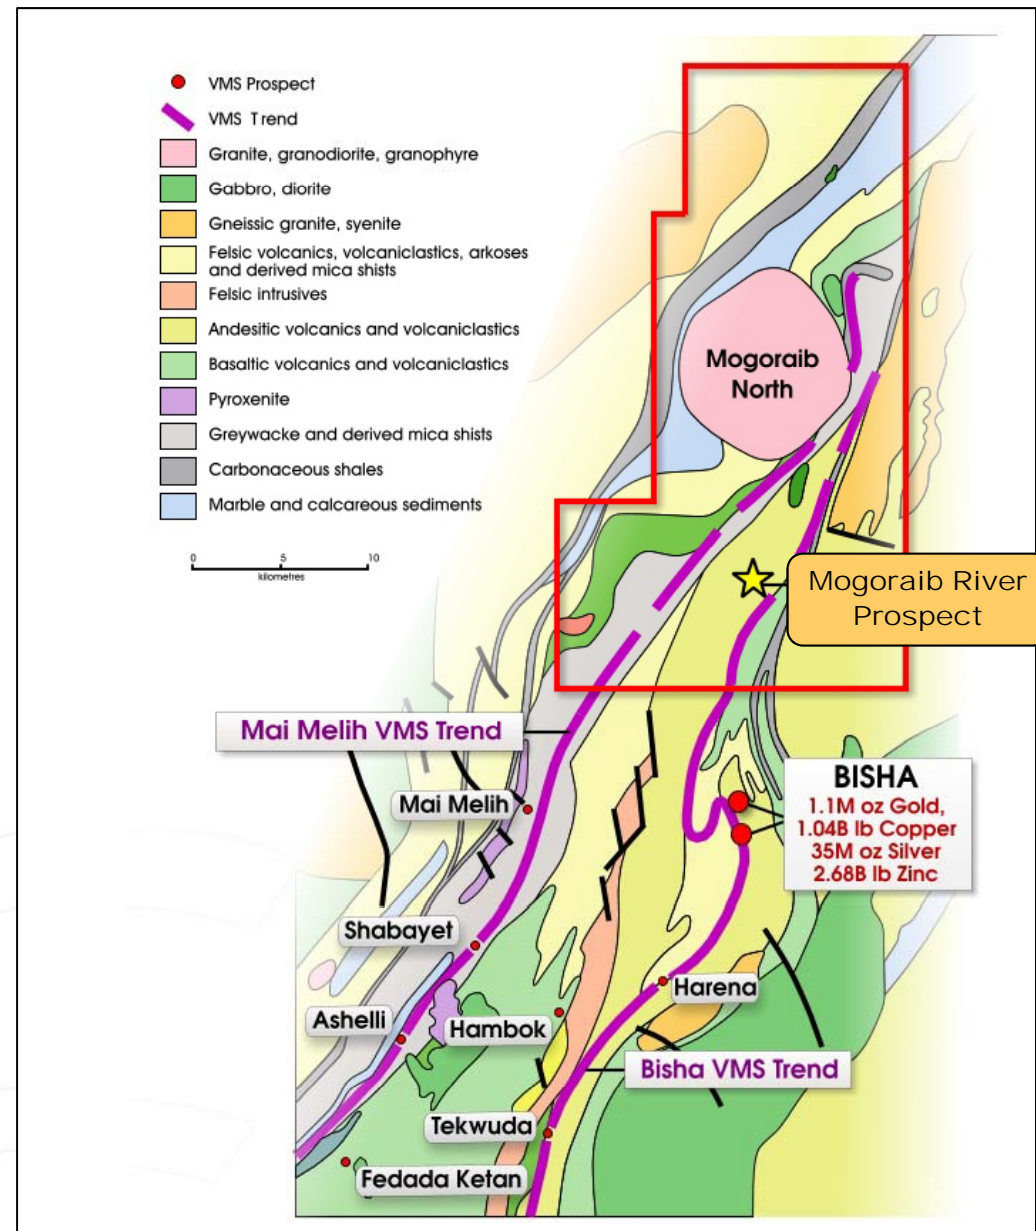 VMS Prospect
VMS Trend
Granite, granodiorite, granophyre
Gabbro, diorite
Gneissic granite, syenite
Felsic volcanics, volcaniclastics, arkoses
and derived mica shists
Felsic intrusives
Andesitic volcanics and volcaniclastics
Basaltic volcanics and volcaniclastics
Pyroxenite
Greywacke and derived mica shists
Carbonaceous shales
Marble and calcareous sediments
0 5 10
kilometres
Mogoraib
North
Mogoraib River
Prospect
Mai Melih VMS Trend
Mai Melih
BISHA
1.1M oz Gold,
1.04B lb Copper
35M oz Silver
2.68B lb Zinc
Shabayet
Harena
Ashelli
Hambok
Bisha VMS Trend
Tekwuda
Fedada Ketan